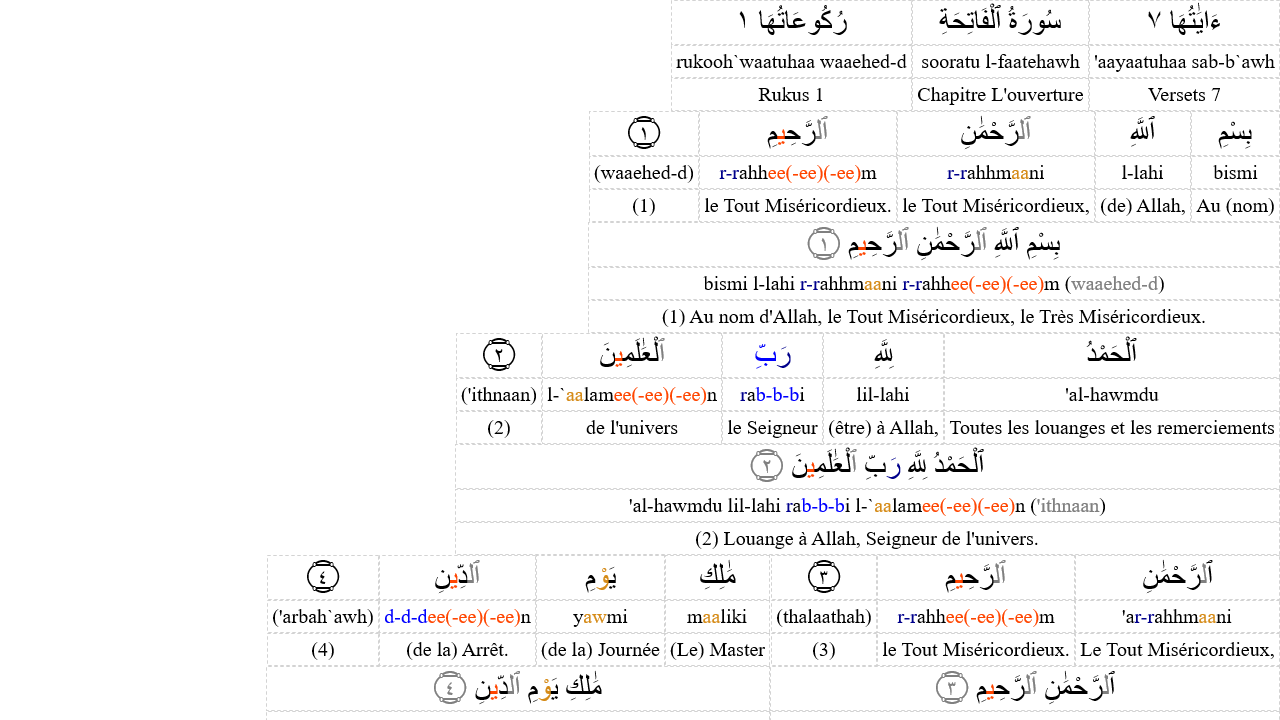 ءَايَٰتُهَا ٧ سُورَةُ ٱلْفَاتِحَةِ رُكُوعَاتُهَا ١
'aayaatuhaa sab-b`awh sooratu l-faatehawh rukooh`waatuhaa waaehed-d
Versets 7 Chapitre L'ouverture Rukus 1
بِسْمِ ٱللَّهِ ٱلرَّحْمَٰنِ ٱلرَّحِيمِ ١
bismi l-lahi r-rahhmaani r-rahhee(-ee)(-ee)m (waaehed-d)
Au (nom) (de) Allah, le Tout Miséricordieux, le Tout Miséricordieux. (1)
بِسْمِ ٱللَّهِ ٱلرَّحْمَٰنِ ٱلرَّحِيمِ ١
bismi l-lahi r-rahhmaani r-rahhee(-ee)(-ee)m (waaehed-d)
(1) Au nom d'Allah, le Tout Miséricordieux, le Très Miséricordieux.
ٱلْحَمْدُ لِلَّهِ رَبِّ ٱلْعَٰلَمِينَ ٢
'al-hawmdu lil-lahi rab-b-bi l-`aalamee(-ee)(-ee)n ('ithnaan)
Toutes les louanges et les remerciements (être) à Allah, le Seigneur de l'univers (2)
ٱلْحَمْدُ لِلَّهِ رَبِّ ٱلْعَٰلَمِينَ ٢
'al-hawmdu lil-lahi rab-b-bi l-`aalamee(-ee)(-ee)n ('ithnaan)
(2) Louange à Allah, Seigneur de l'univers.
ٱلرَّحْمَٰنِ ٱلرَّحِيمِ ٣ مَٰلِكِ يَوْمِ ٱلدِّينِ ٤
'ar-rahhmaani r-rahhee(-ee)(-ee)m (thalaathah) maaliki yawmi d-d-dee(-ee)(-ee)n ('arbah`awh)
Le Tout Miséricordieux, le Tout Miséricordieux. (3) (Le) Master (de la) Journée (de la) Arrêt. (4)
ٱلرَّحْمَٰنِ ٱلرَّحِيمِ ٣ مَٰلِكِ يَوْمِ ٱلدِّينِ ٤